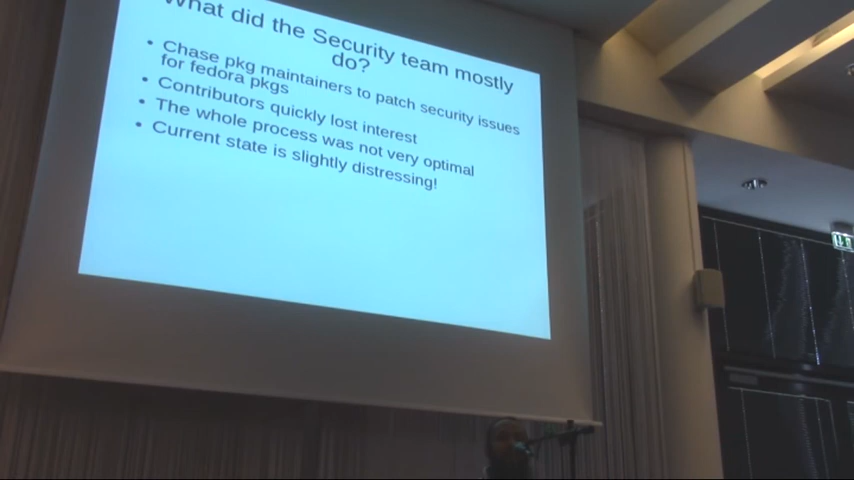 What did the Security team mostly
do?
• Chase pkg maintainers to patch security issues
for fedora pkgs
• Contributors quickly lost interest
• The whole process was not very optimal
• Current state is slightly distressing!